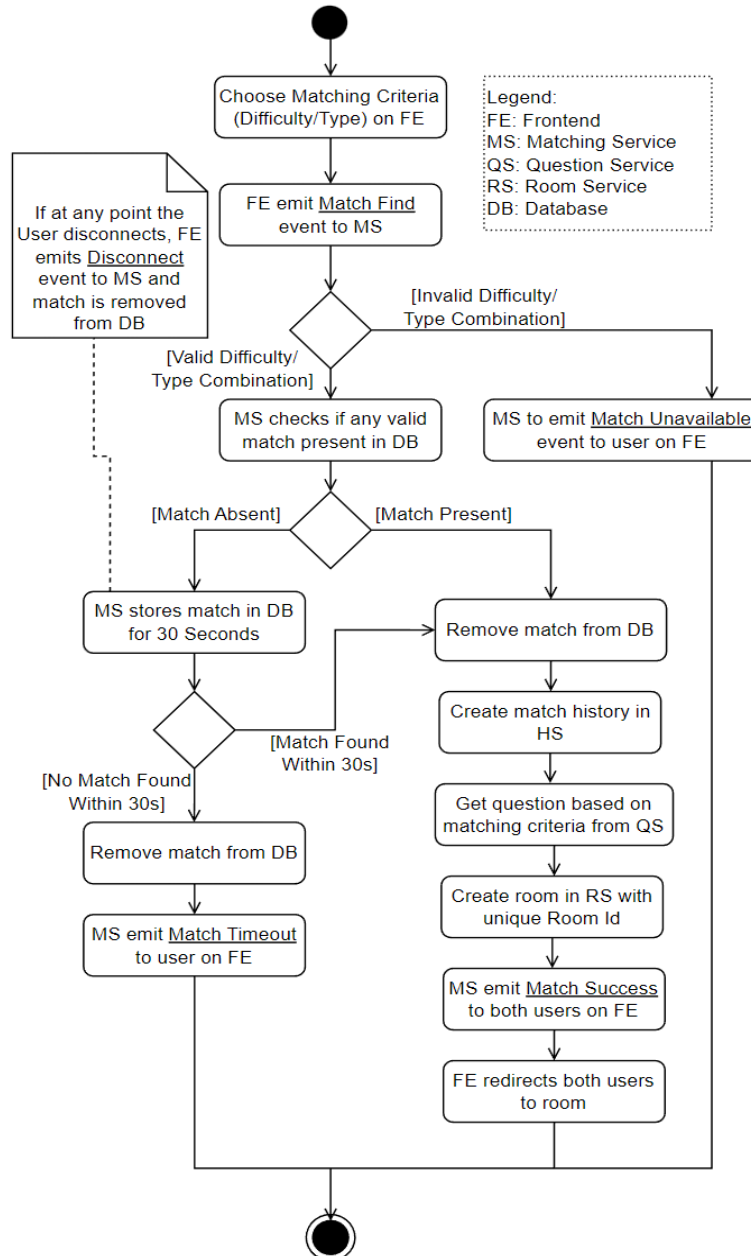 Choose Matching Criteria
(Difficulty/Type) on FE
Legend:
FE: Frontend
MS: Matching Service
QS: Question Service
RS: Room Service
DB: Database
If at any point the
User disconnects, FE
emits Disconnect
event to MS and
match is removed
from DB
FE emit Match Find
event to MS
[Invalid Difficulty/
Type Combination]
[Valid Difficulty/
Type Combination]
MS checks if any valid
match present in DB
MS to emit Match Unavailable
event to user on FE
[Match Absent]
[Match Present]
MS stores match in DB
for 30 Seconds
Remove match from DB
Create match history in
HS
[Match Found
Within 30s]
[No Match Found
Within 30s]
Get question based on
matching criteria from QS
Remove match from DB
Create room in RS with
unique Room Id
MS emit Match Timeout
to user on FE
MS emit Match Success
to both users on FE
FE redirects both users
to room